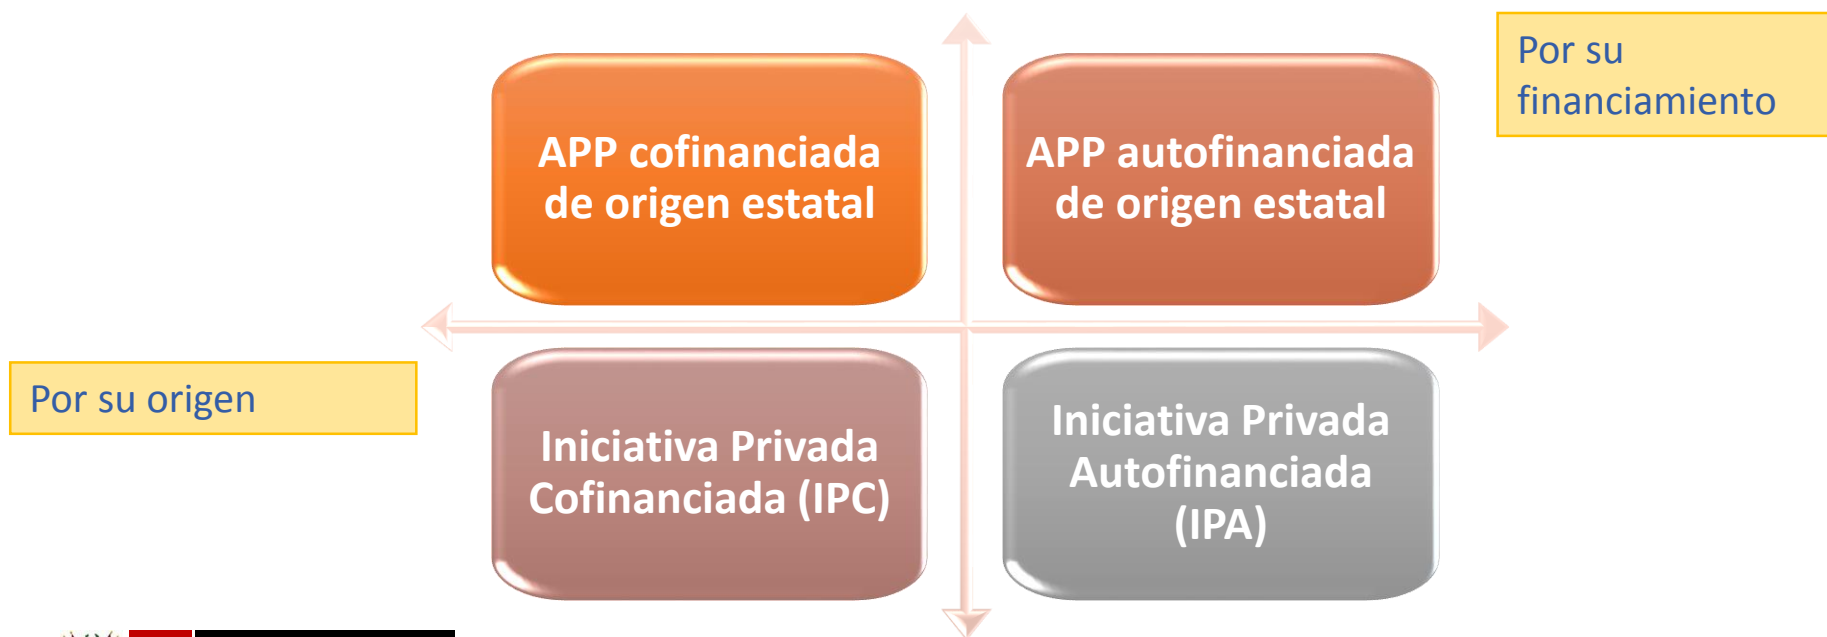 Por su
financiamiento
APP cofinanciada
de origen estatal
APP autofinanciada
de origen estatal
Por su origen
Iniciativa Privada
Cofinanciada (IPC)
Iniciativa Privada
Autofinanciada
(IPA)